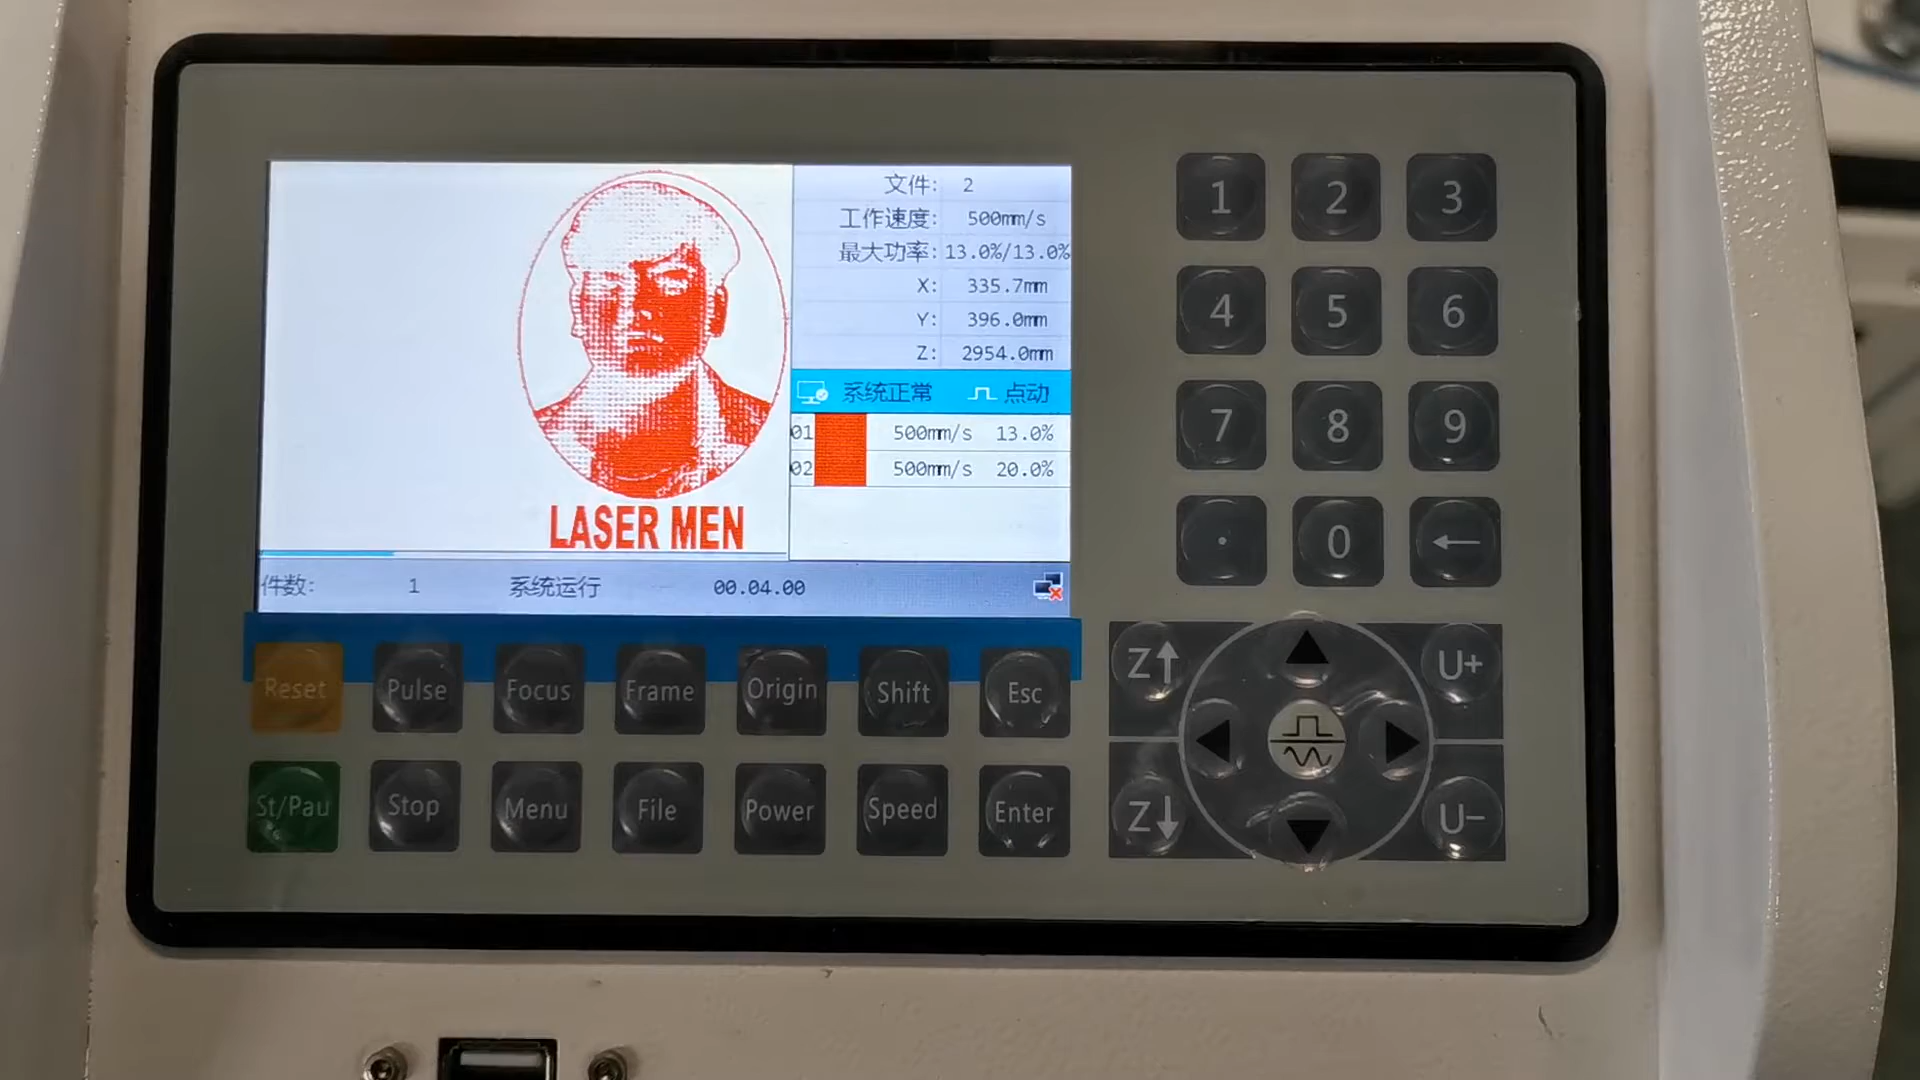 文件: 2
工作速度: 500mm/s
最大功率: 13.0%/13.0%
X: 335.7mm
Y: 396.0mm
Z: 2954.0mm
系统正常 点动
01 500mm/s 13.0%
02 500mm/s 20.0%
LASER MEN
件数: 1 系统运行 00.04.00
1 2 3
4 5 6
7 8 9
. 0 ←
Reset Pulse Focus Frame Origin Shift Esc
St/Pau Stop Menu File Power Speed Enter
Z↑ U+
Z↓ U-